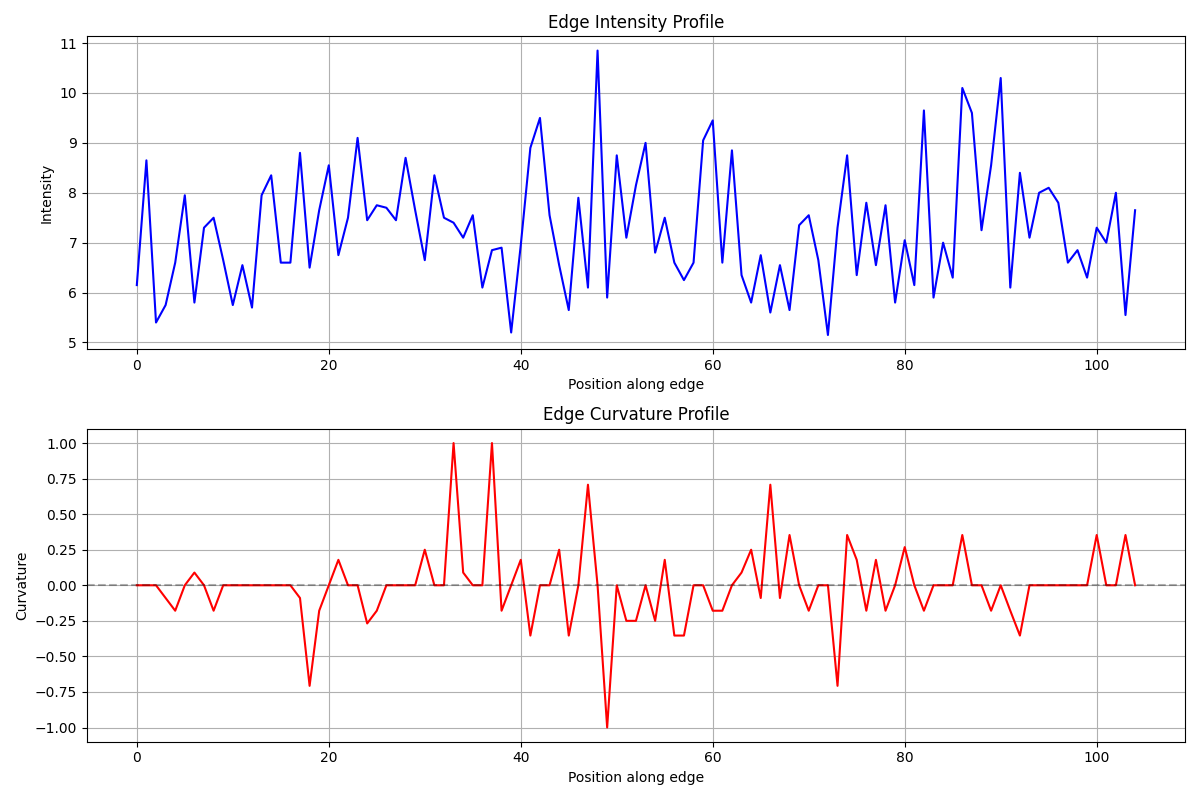 Edge Intensity Profile
11
10
9
8
7
6
5
Intensity
0 20 40 60 80 100
Position along edge
Edge Curvature Profile
1.00
0.75
0.50
0.25
0.00
−0.25
−0.50
−0.75
−1.00
Curvature
0 20 40 60 80 100
Position along edge